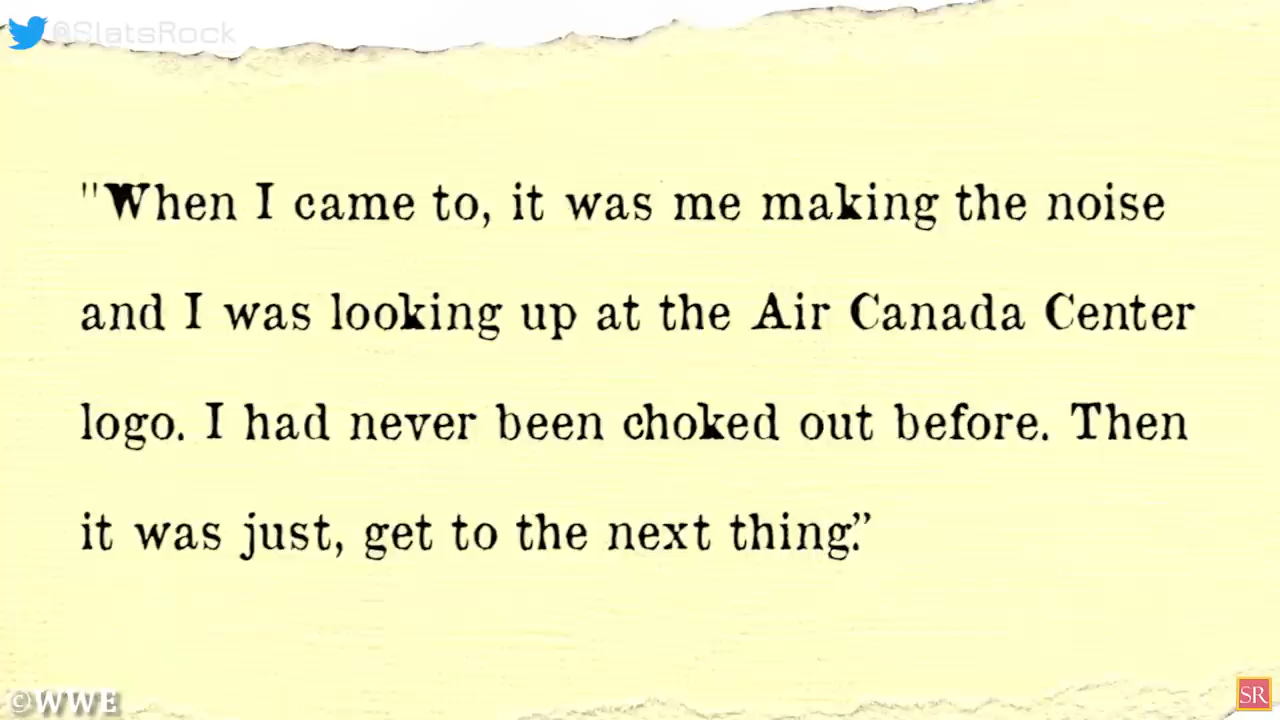 @SlatsRock
"When I came to, it was me making the noise
and I was looking up at the Air Canada Center
logo. I had never been choked out before. Then
it was just, get to the next thing."
©WWE
SR